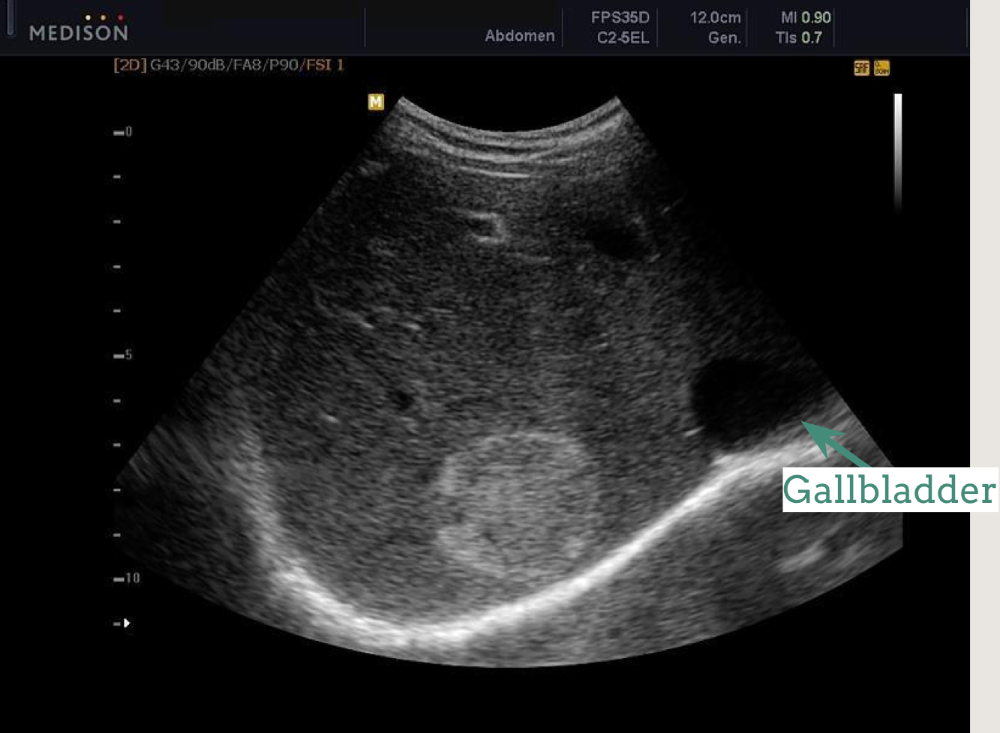 MEDISON
Abdomen
FPS35D
C2-5EL
12.0cm
Gen.
MI 0.90
TIs 0.7
[2D] G43/90dB/FA8/P90/FSI 1
M
0
5
10
Gallbladder